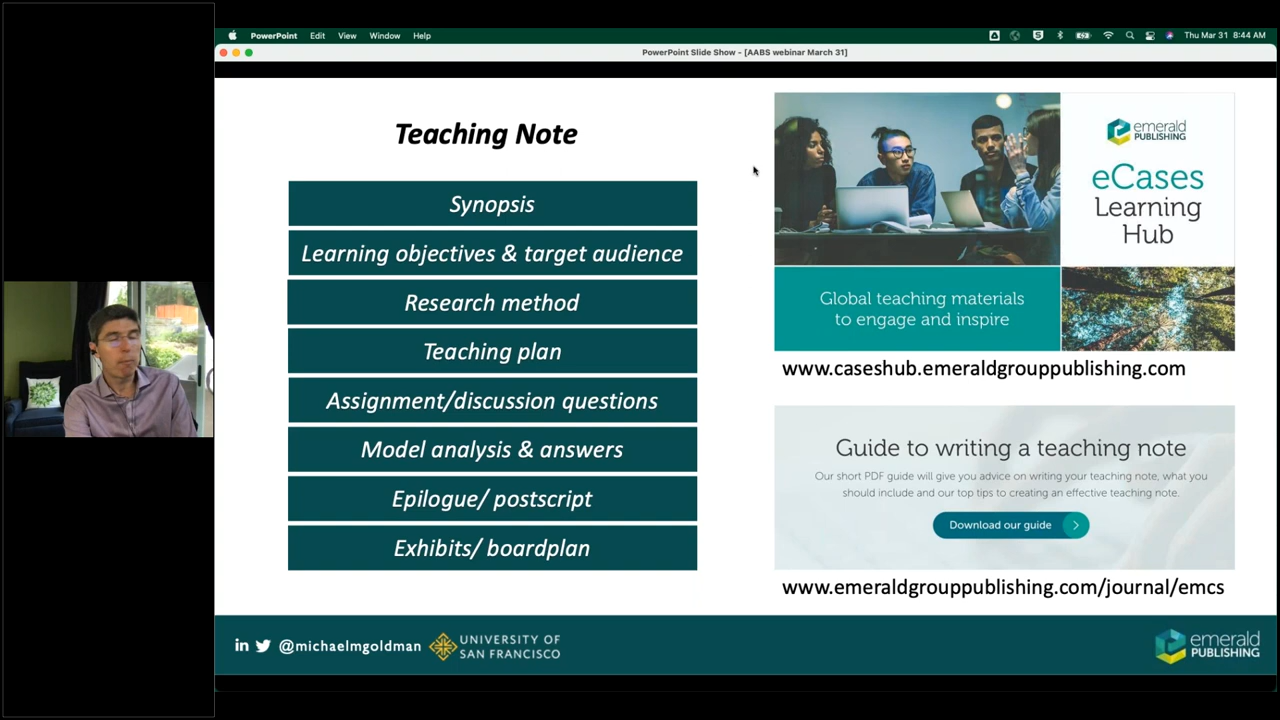 PowerPoint Edit View Window Help
Thu Mar 31 8:44 AM
PowerPoint Slide Show - [AABS webinar March 31]
Teaching Note
Synopsis
Learning objectives & target audience
Research method
Teaching plan
Assignment/discussion questions
Model analysis & answers
Epilogue/ postscript
Exhibits/ boardplan
emerald
PUBLISHING
eCases
Learning
Hub
Global teaching materials
to engage and inspire
www.caseshub.emeraldgrouppublishing.com
Guide to writing a teaching note
Our short PDF guide will give you advice on writing your teaching note, what you
should include and our top tips to creating an effective teaching note.
Download our guide
www.emeraldgrouppublishing.com/journal/emcs
in @michaelmgoldman
UNIVERSITY OF
SAN FRANCISCO
emerald
PUBLISHING